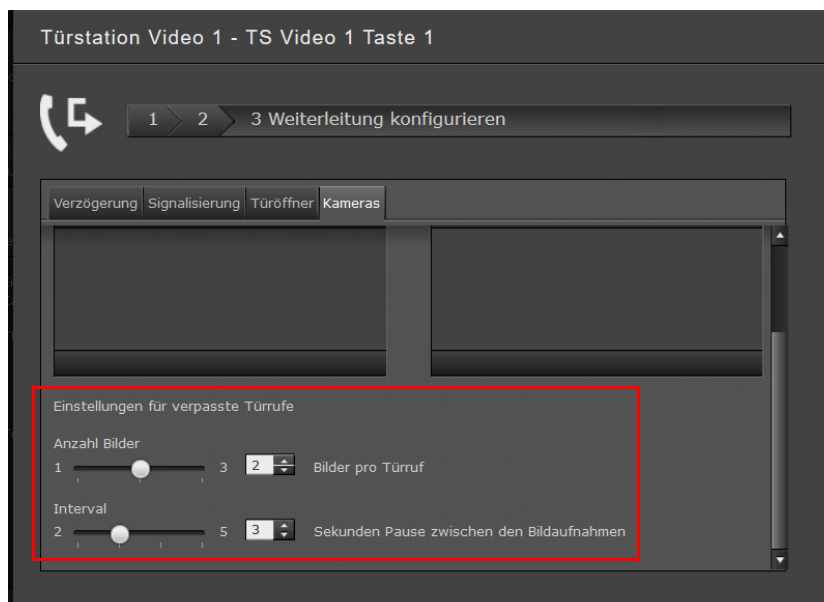 Türstation Video 1 - TS Video 1 Taste 1
1 2 3 Weiterleitung konfigurieren
Verzögerung Signalisierung Türöffner Kameras
Einstellungen für verpasste Türrufe
Anzahl Bilder
1 3 2 Bilder pro Türruf
Interval
2 5 3 Sekunden Pause zwischen den Bildaufnahmen